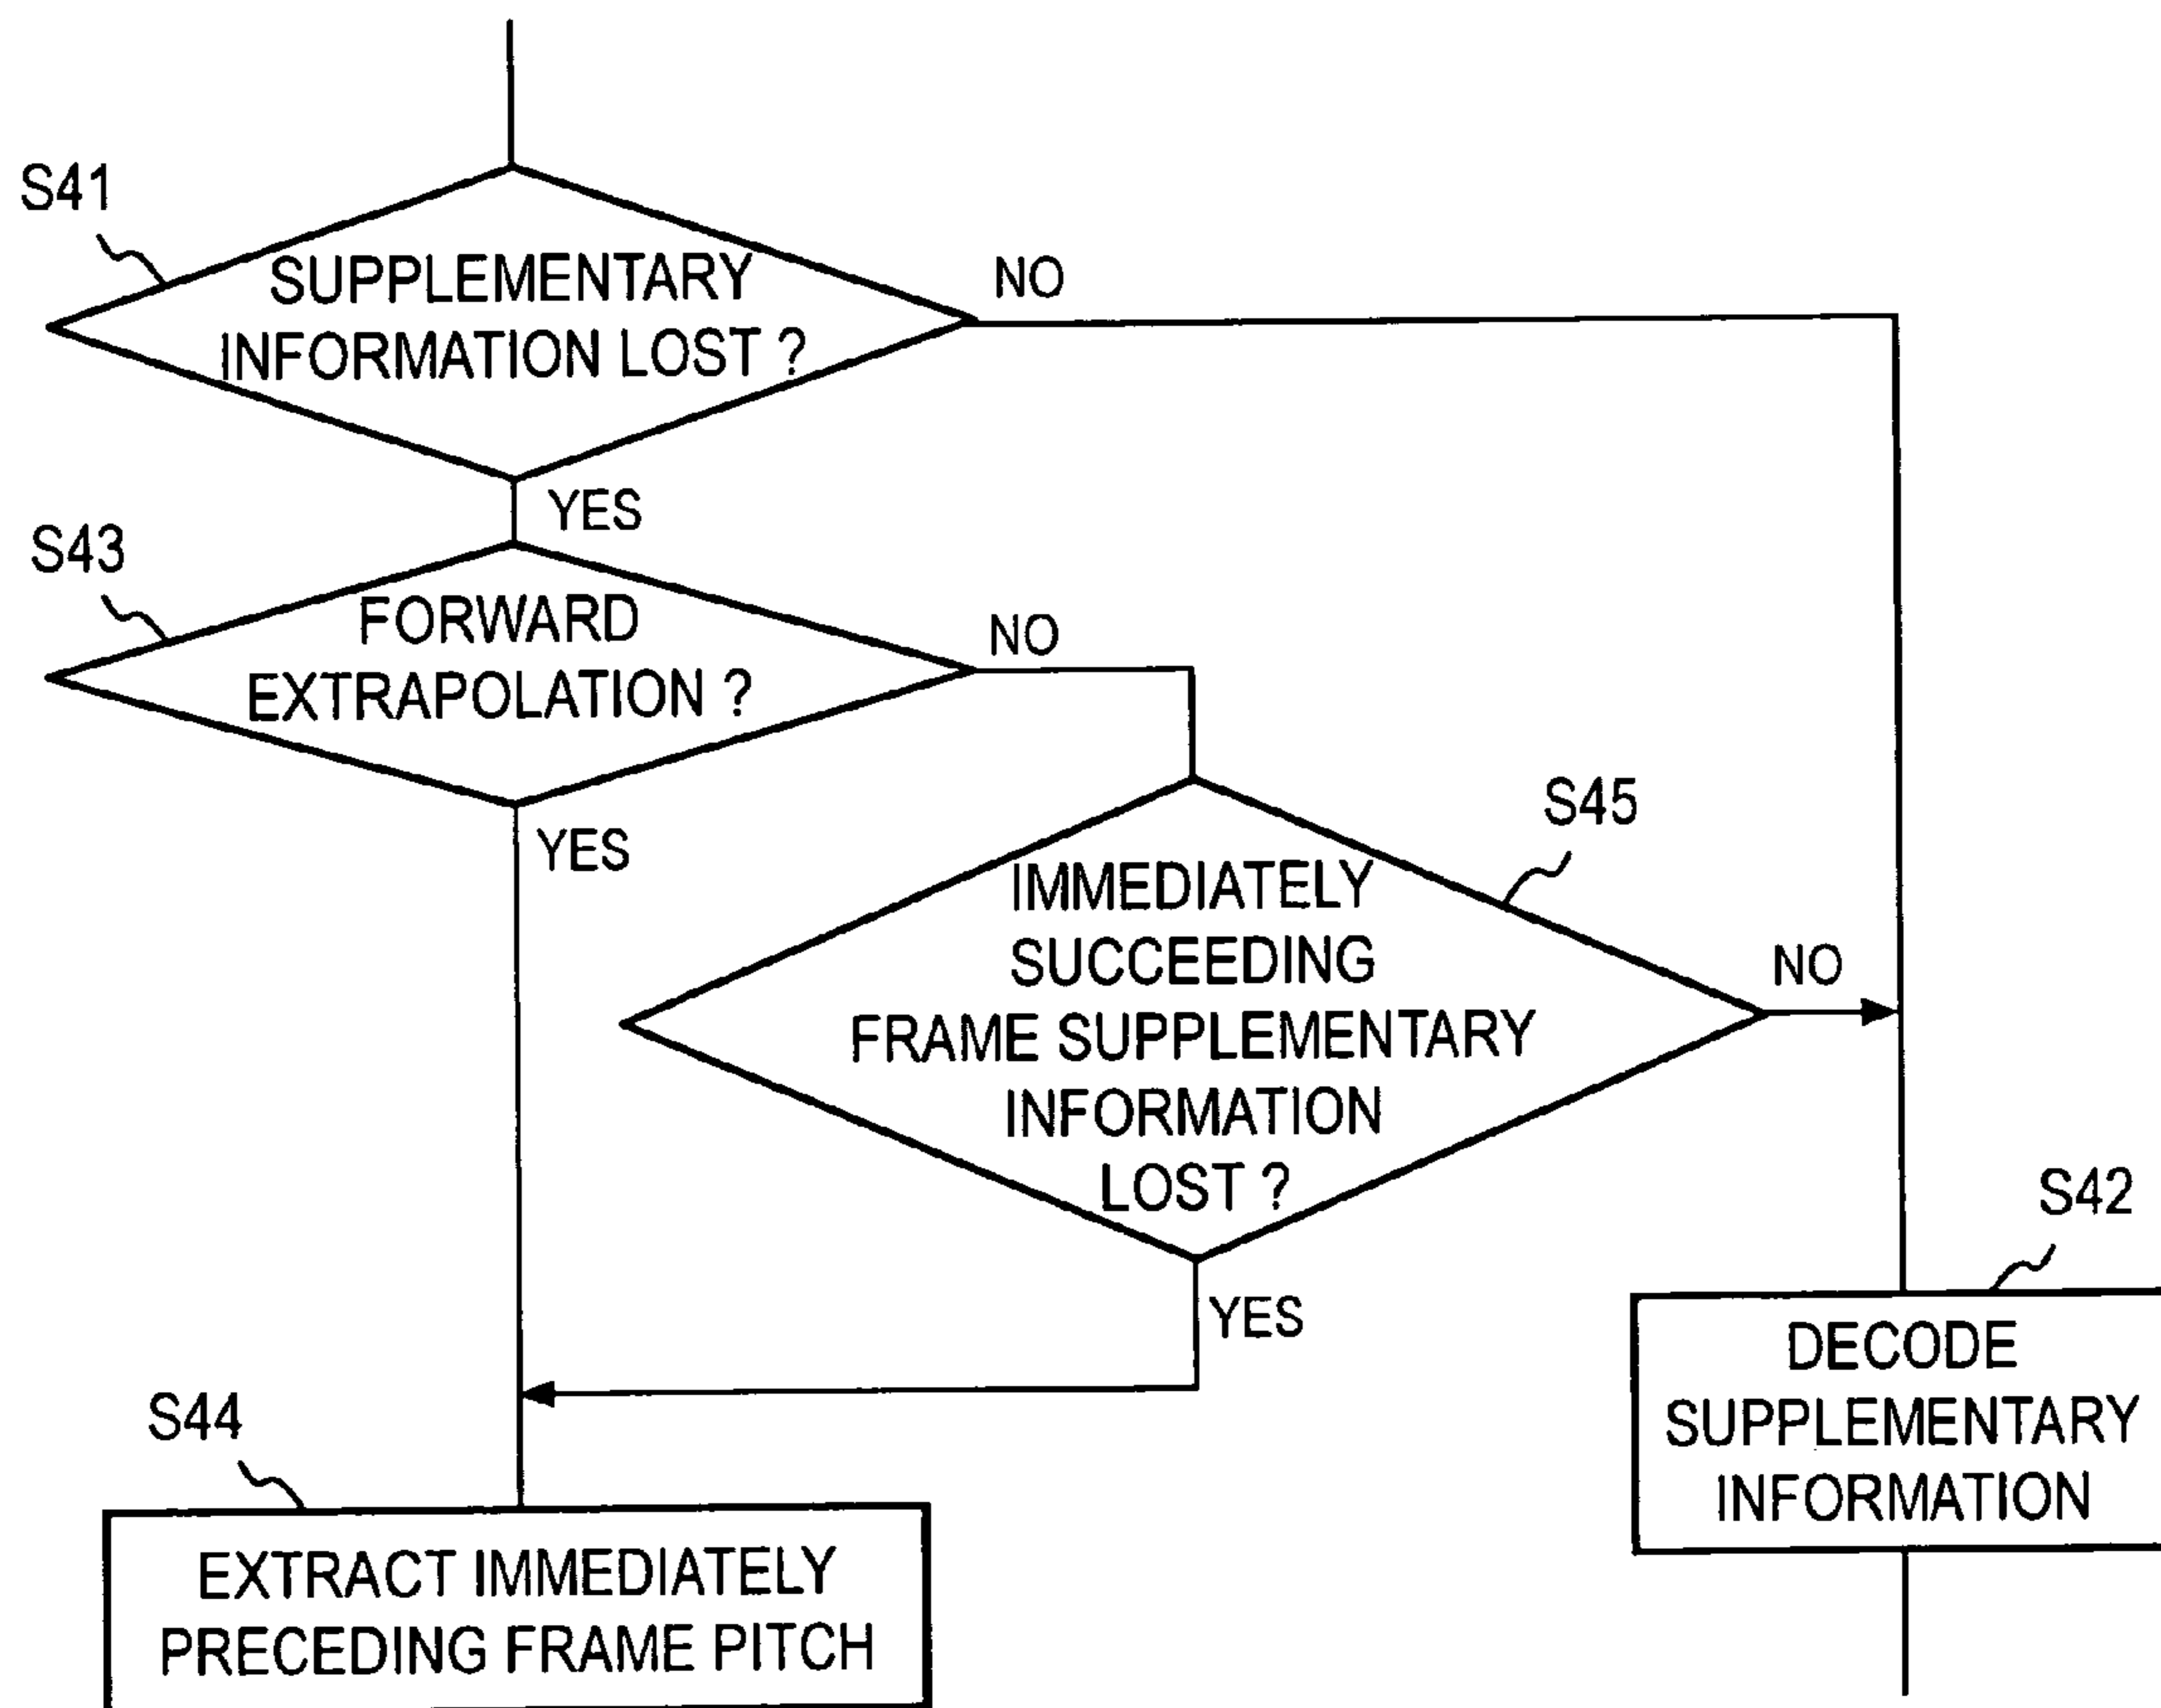 S41
SUPPLEMENTARY
INFORMATION LOST ?
NO
YES
S43
FORWARD
EXTRAPOLATION ?
NO
YES
S45
IMMEDIATELY
SUCCEEDING
FRAME SUPPLEMENTARY
INFORMATION
LOST ?
NO
YES
S42
DECODE
SUPPLEMENTARY
INFORMATION
S44
EXTRACT IMMEDIATELY
PRECEDING FRAME PITCH